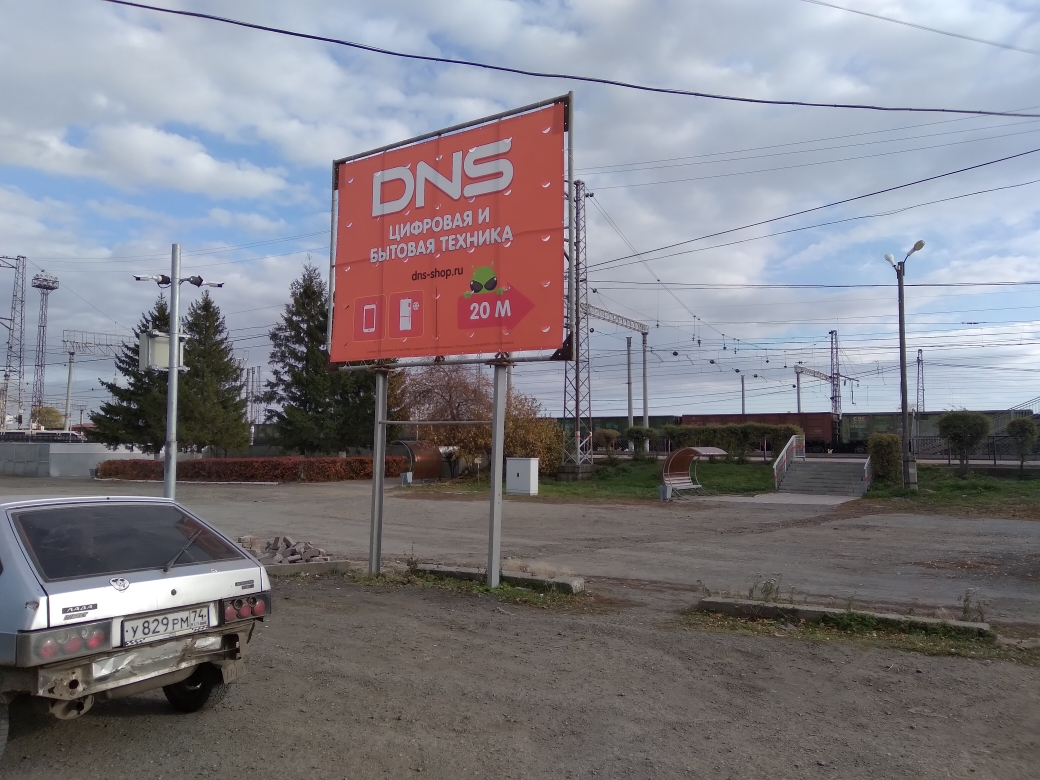 DNS
ЦИФРОВАЯ И
БЫТОВАЯ ТЕХНИКА
dns-shop.ru
20 М
ЛАДА
У 829 РМ 74